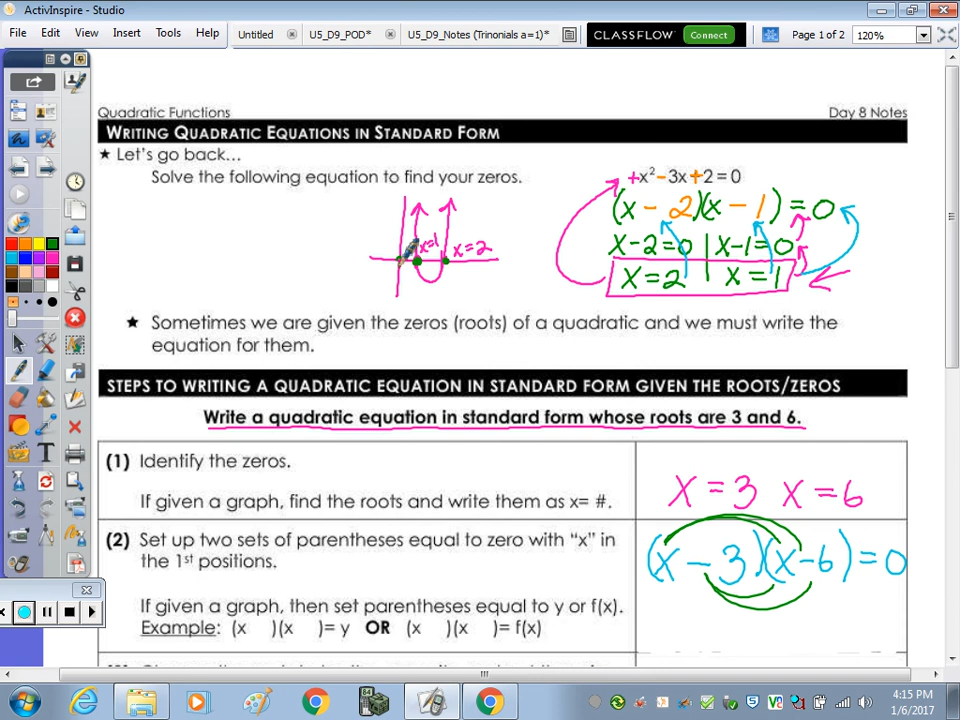 ActivInspire - Studio
File Edit View Insert Tools Help Untitled U5_D9_POD* U5_D9_Notes (Trinonials a=1)* CLASSFLOW Connect Page 1 of 2 120%
Quadratic Functions Day 8 Notes
WRITING QUADRATIC EQUATIONS IN STANDARD FORM
★ Let's go back...
Solve the following equation to find your zeros. +x² - 3x + 2 = 0
(x - 2)(x - 1) = 0
x-2=0 | x-1=0
x=1 x=2
x=2 | x=1
★ Sometimes we are given the zeros (roots) of a quadratic and we must write the
equation for them.
STEPS TO WRITING A QUADRATIC EQUATION IN STANDARD FORM GIVEN THE ROOTS/ZEROS
Write a quadratic equation in standard form whose roots are 3 and 6.
(1) Identify the zeros.
If given a graph, find the roots and write them as x= #.
x=3 x=6
(2) Set up two sets of parentheses equal to zero with "x" in
the 1st positions.
(x - 3)(x - 6) = 0
If given a graph, then set parentheses equal to y or f(x).
Example: (x )(x )= y OR (x )(x )= f(x)
4:15 PM
1/6/2017